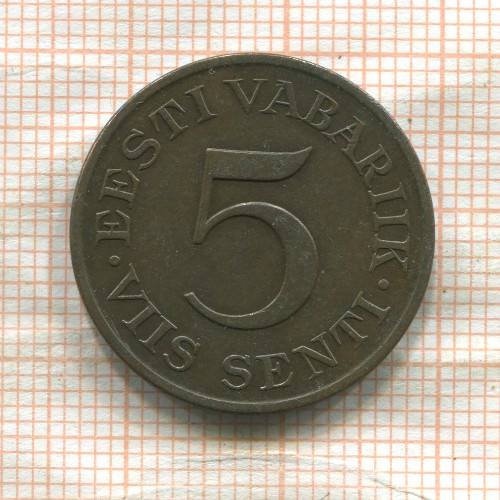 · EESTI VABARIIK ·
5
VIIS SENTI